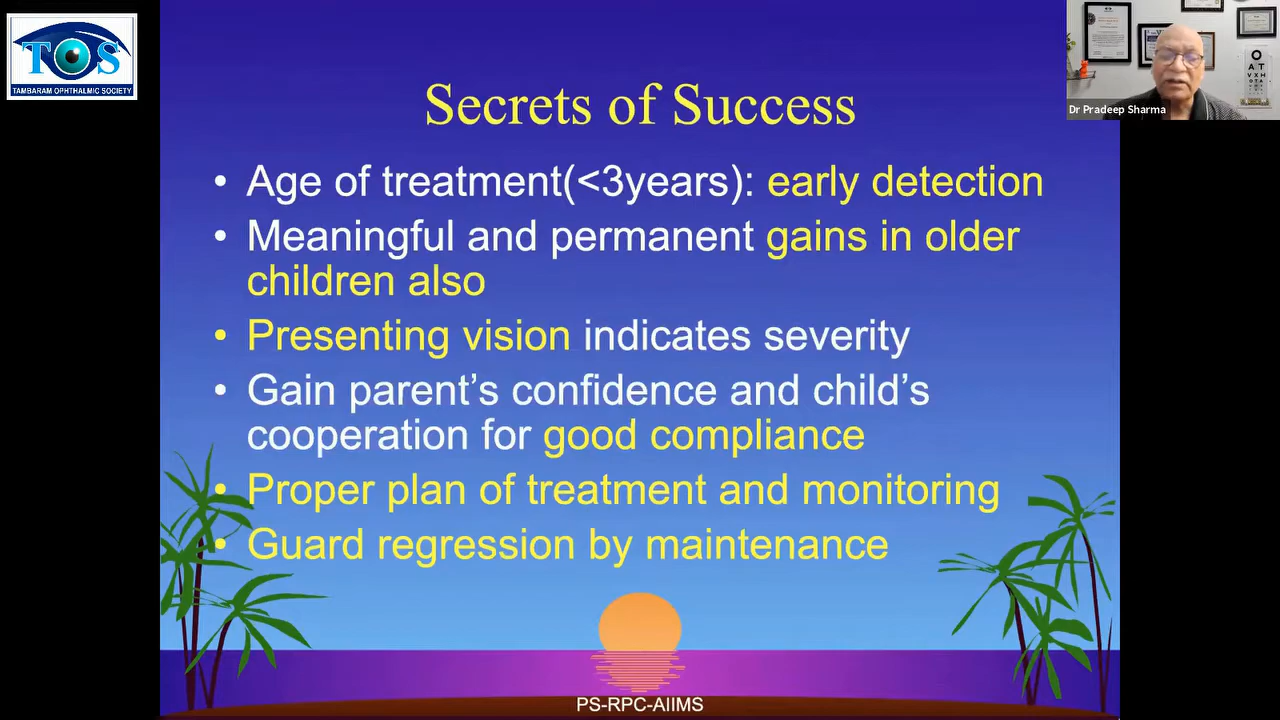 TOS
TAMBARAM OPHTHALMIC SOCIETY
Secrets of Success
• Age of treatment(<3years): early detection
• Meaningful and permanent gains in older
children also
• Presenting vision indicates severity
• Gain parent’s confidence and child’s
cooperation for good compliance
• Proper plan of treatment and monitoring
• Guard regression by maintenance
PS-RPC-AIIMS
Dr Pradeep Sharma